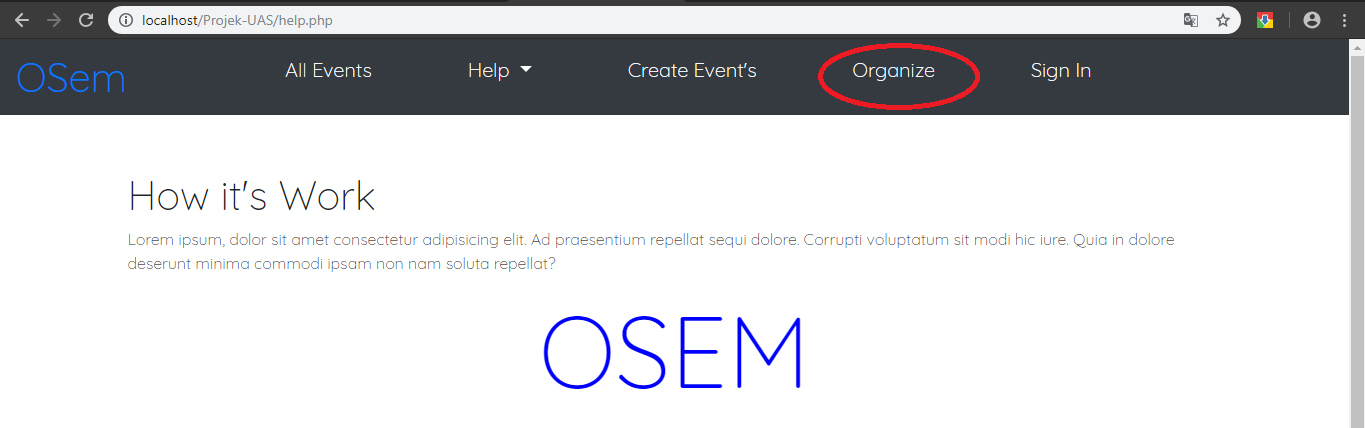 localhost/Projek-UAS/help.php
OSem All Events Help Create Event's Organize Sign In
How it's Work
Lorem ipsum, dolor sit amet consectetur adipisicing elit. Ad praesentium repellat sequi dolore. Corrupti voluptatum sit modi hic iure. Quia in dolore
deserunt minima commodi ipsam non nam soluta repellat?
OSEM